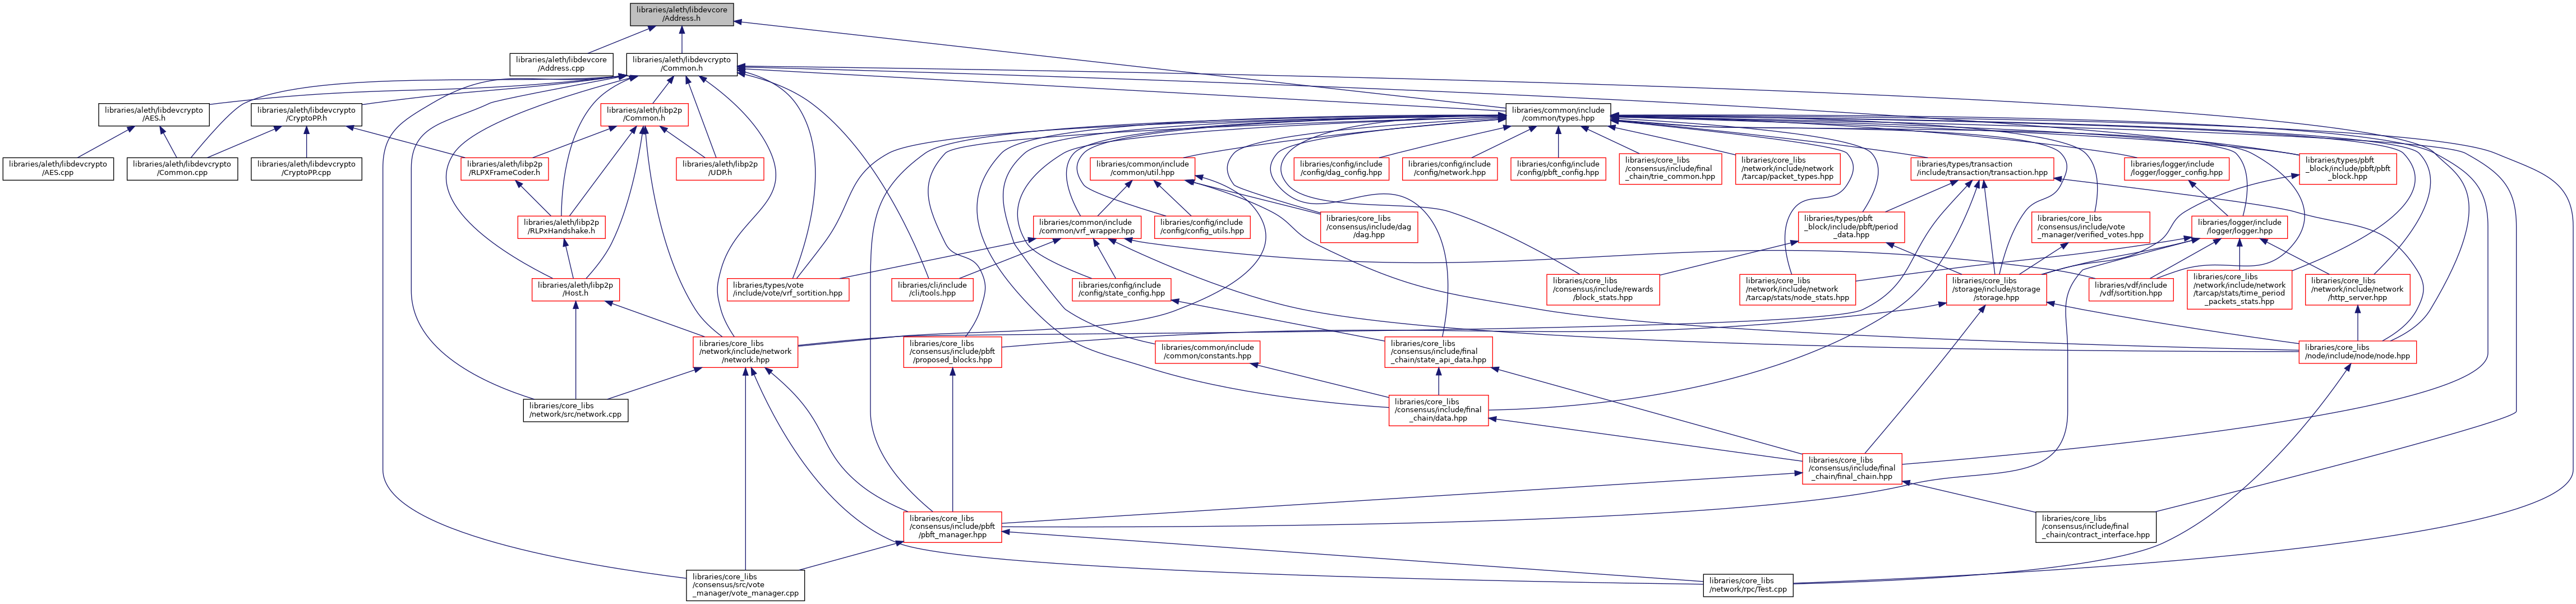 libraries/aleth/libdevcore
/Address.h
libraries/aleth/libdevcore
/Address.cpp
libraries/aleth/libdevcrypto
/Common.h
libraries/aleth/libdevcrypto
/AES.h
libraries/aleth/libdevcrypto
/CryptoPP.h
libraries/aleth/libp2p
/Common.h
libraries/common/include
/common/types.hpp
libraries/aleth/libdevcrypto
/AES.cpp
libraries/aleth/libdevcrypto
/Common.cpp
libraries/aleth/libdevcrypto
/CryptoPP.cpp
libraries/aleth/libp2p
/RLPXFrameCoder.h
libraries/aleth/libp2p
/UDP.h
libraries/common/include
/common/util.hpp
libraries/config/include
/config/dag_config.hpp
libraries/config/include
/config/network.hpp
libraries/config/include
/config/pbft_config.hpp
libraries/core_libs
/consensus/include/final
_chain/trie_common.hpp
libraries/core_libs
/network/include/network
/tarcap/packet_types.hpp
libraries/types/transaction
/include/transaction/transaction.hpp
libraries/logger/include
/logger/logger_config.hpp
libraries/types/pbft
_block/include/pbft/pbft
_block.hpp
libraries/aleth/libp2p
/RLPxHandshake.h
libraries/common/include
/common/vrf_wrapper.hpp
libraries/config/include
/config/config_utils.hpp
libraries/core_libs
/consensus/include/dag
/dag.hpp
libraries/types/pbft
_block/include/pbft/period
_data.hpp
libraries/core_libs
/consensus/include/vote
_manager/verified_votes.hpp
libraries/logger/include
/logger/logger.hpp
libraries/aleth/libp2p
/Host.h
libraries/types/vote
/include/vote/vrf_sortition.hpp
libraries/cli/include
/cli/tools.hpp
libraries/config/include
/config/state_config.hpp
libraries/core_libs
/consensus/include/rewards
/block_stats.hpp
libraries/core_libs
/network/include/network
/tarcap/stats/node_stats.hpp
libraries/core_libs
/storage/include/storage
/storage.hpp
libraries/vdf/include
/vdf/sortition.hpp
libraries/core_libs
/network/include/network
/tarcap/stats/time_period
_packets_stats.hpp
libraries/core_libs
/network/include/network
/http_server.hpp
libraries/core_libs
/network/include/network
/network.hpp
libraries/core_libs
/consensus/include/pbft
/proposed_blocks.hpp
libraries/common/include
/common/constants.hpp
libraries/core_libs
/consensus/include/final
_chain/state_api_data.hpp
libraries/core_libs
/node/include/node/node.hpp
libraries/core_libs
/network/src/network.cpp
libraries/core_libs
/consensus/include/final
_chain/data.hpp
libraries/core_libs
/consensus/include/final
_chain/final_chain.hpp
libraries/core_libs
/consensus/include/pbft
/pbft_manager.hpp
libraries/core_libs
/consensus/include/final
_chain/contract_interface.hpp
libraries/core_libs
/consensus/src/vote
_manager/vote_manager.cpp
libraries/core_libs
/network/rpc/Test.cpp